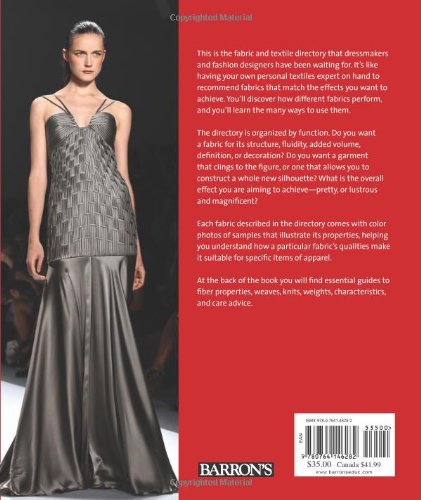 This is the fabric and textile directory that dressmakers
and fashion designers have been waiting for. It's like
having your own personal textiles expert on hand to
recommend fabrics that match the effects you want to
achieve. You'll discover how different fabrics perform, and
you'll learn the many ways to use them.
The directory is organized by function. Do you want
a fabric for its structure, fluidity, added volume,
definition, or decoration? Do you want a garment
that clings to the figure, or one that allows you to
construct a whole new silhouette? What is the overall
effect you are aiming to achieve—pretty, or lustrous
and magnificent?
Each fabric described in the directory comes with color
photos of samples that illustrate its properties, helping
you understand how a particular fabric's qualities make
it suitable for specific items of apparel.
At the back of the book you will find essential guides to
fiber properties, weaves, knits, weights, characteristics,
and care advice.
ISBN: 978-0-7641-4628-2
53500
EAN
9 780764 146282
$35.00 Canada $41.99
www.barronseduc.com
BARRON'S
Copyrighted Material
Copyrighted Material